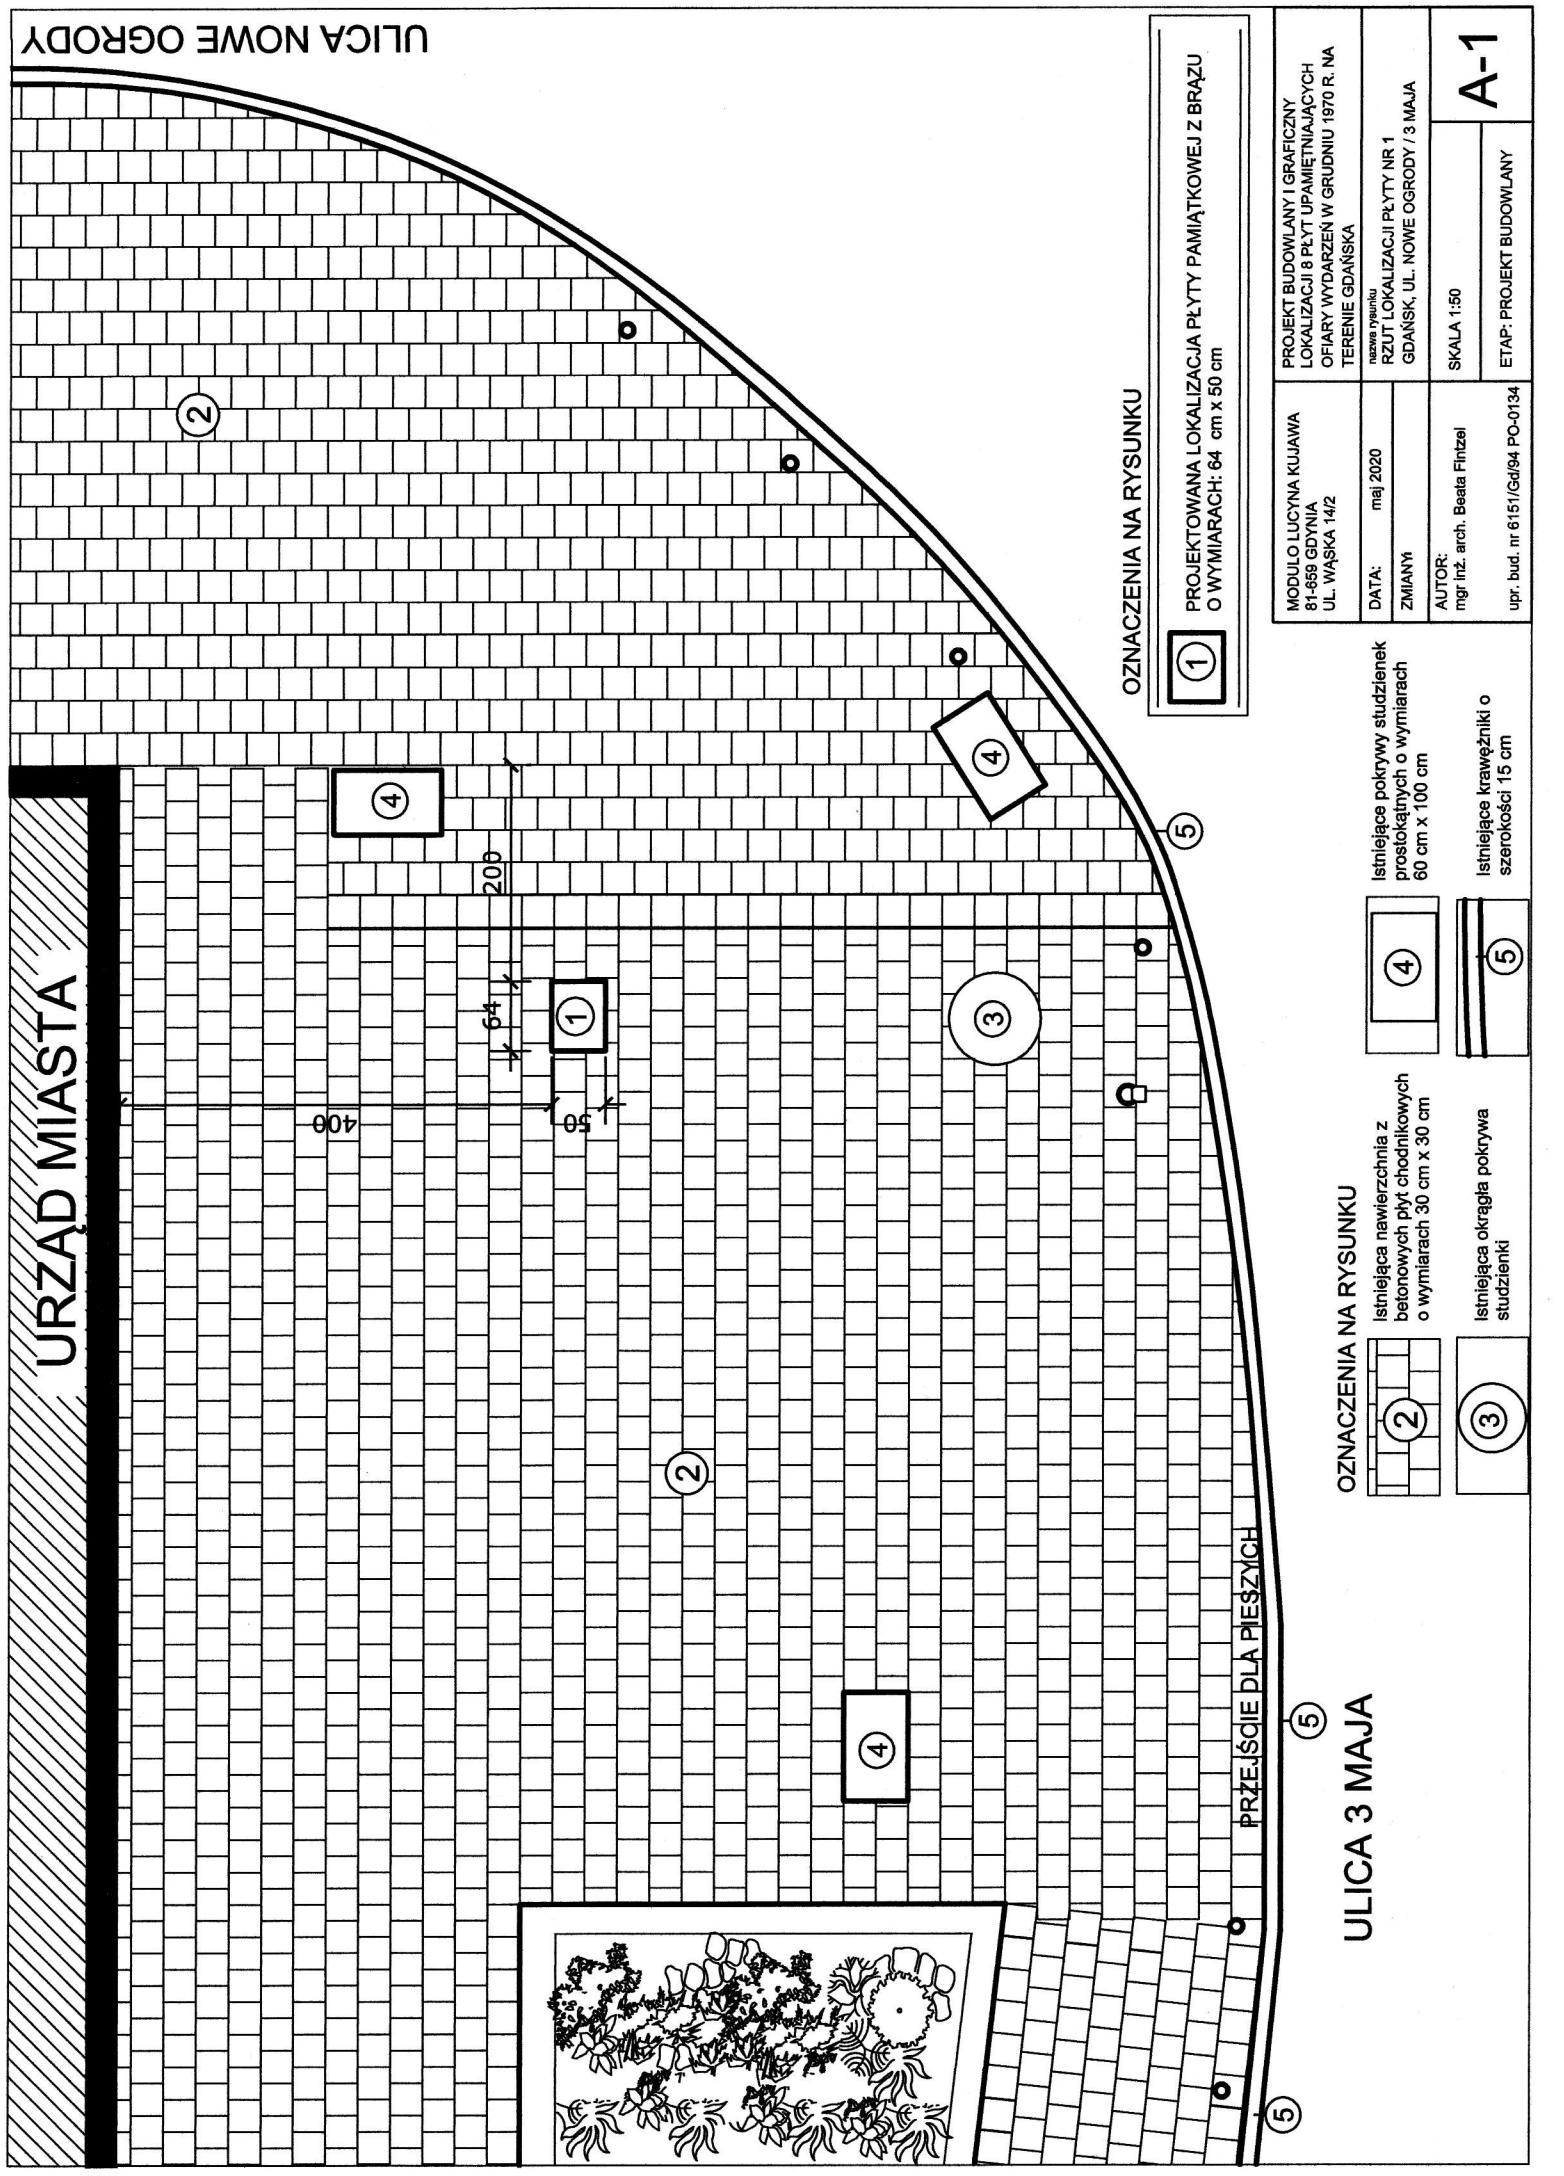 URZĄD MIASTA
ULICA NOWE OGRODY
2
4
200
64
1
400
50
3
4
5
2
4
PRZEJŚCIE DLA PIESZYCH
5
5
ULICA 3 MAJA
OZNACZENIA NA RYSUNKU
2
Istniejąca nawierzchnia z
betonowych płyt chodnikowych
o wymiarach 30 cm x 30 cm
4
Istniejące pokrywy studzienek
prostokątnych o wymiarach
60 cm x 100 cm
3
Istniejąca okrągła pokrywa
studzienki
5
Istniejące krawężniki o
szerokości 15 cm
OZNACZENIA NA RYSUNKU
1
PROJEKTOWANA LOKALIZACJA PŁYTY PAMIĄTKOWEJ Z BRĄZU
O WYMIARACH: 64 cm x 50 cm
MODULO LUCYNA KUJAWA
81-659 GDYNIA
UL. WĄSKA 14/2
PROJEKT BUDOWLANY I GRAFICZNY
LOKALIZACJI 8 PŁYT UPAMIĘTNIAJĄCYCH
OFIARY WYDARZEŃ W GRUDNIU 1970 R. NA
TERENIE GDAŃSKA
DATA: maj 2020
nazwa rysunku
RZUT LOKALIZACJI PŁYTY NR 1
GDAŃSK, UL. NOWE OGRODY / 3 MAJA
ZMIANY
AUTOR:
mgr inż. arch. Beata Fintzel
upr. bud. nr 6151/Gd/94 PO-0134
SKALA 1:50
ETAP: PROJEKT BUDOWLANY
A-1